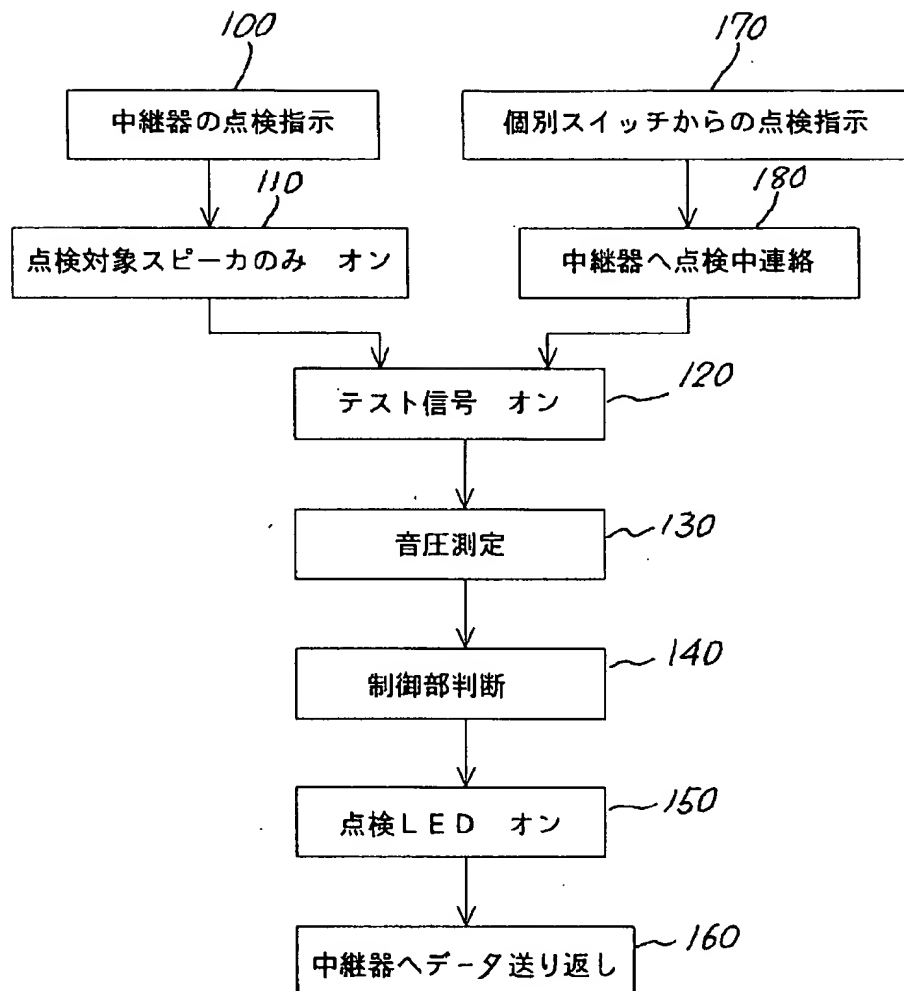 100
170
中継器の点検指示
個別スイッチからの点検指示
110
180
点検対象スピーカのみ　オン
中継器へ点検中連絡
120
テスト信号　オン
130
音圧測定
140
制御部判断
150
点検ＬＥＤ　オン
160
中継器へデータ送り返し